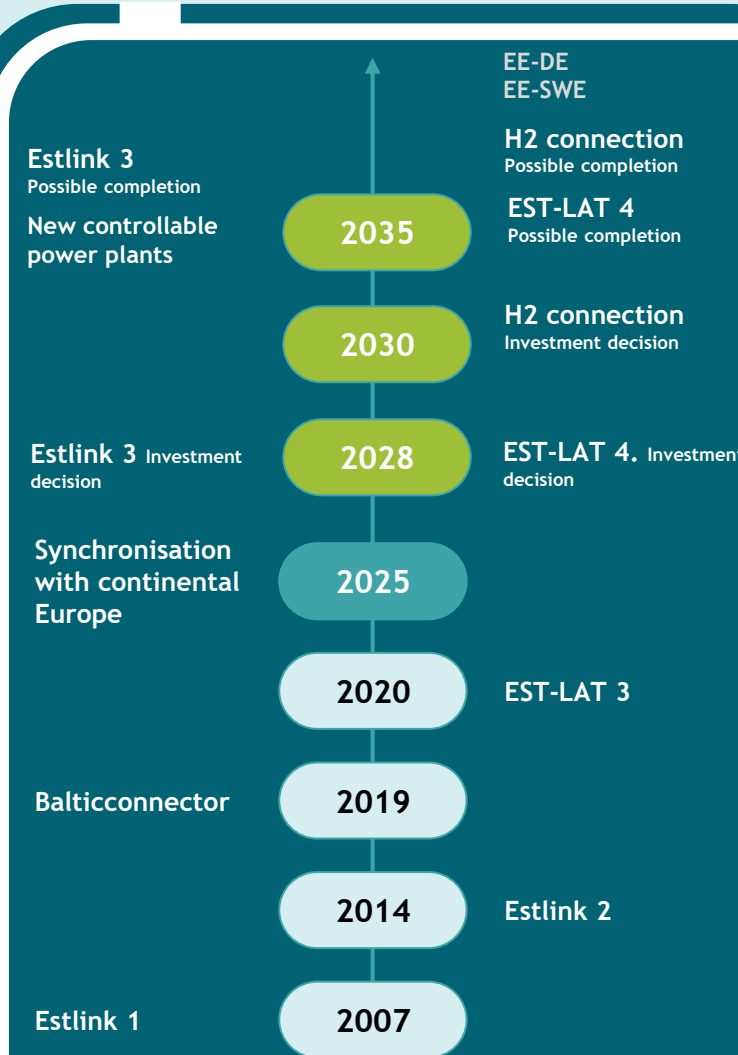 EE-DE
EE-SWE
H2 connection
Possible completion
Estlink 3
Possible completion
New controllable
power plants
2035
EST-LAT 4
Possible completion
2030
H2 connection
Investment decision
Estlink 3 Investment
decision
2028
EST-LAT 4. Investment
decision
Synchronisation
with continental
Europe
2025
2020
EST-LAT 3
Balticconnector
2019
2014
Estlink 2
Estlink 1
2007